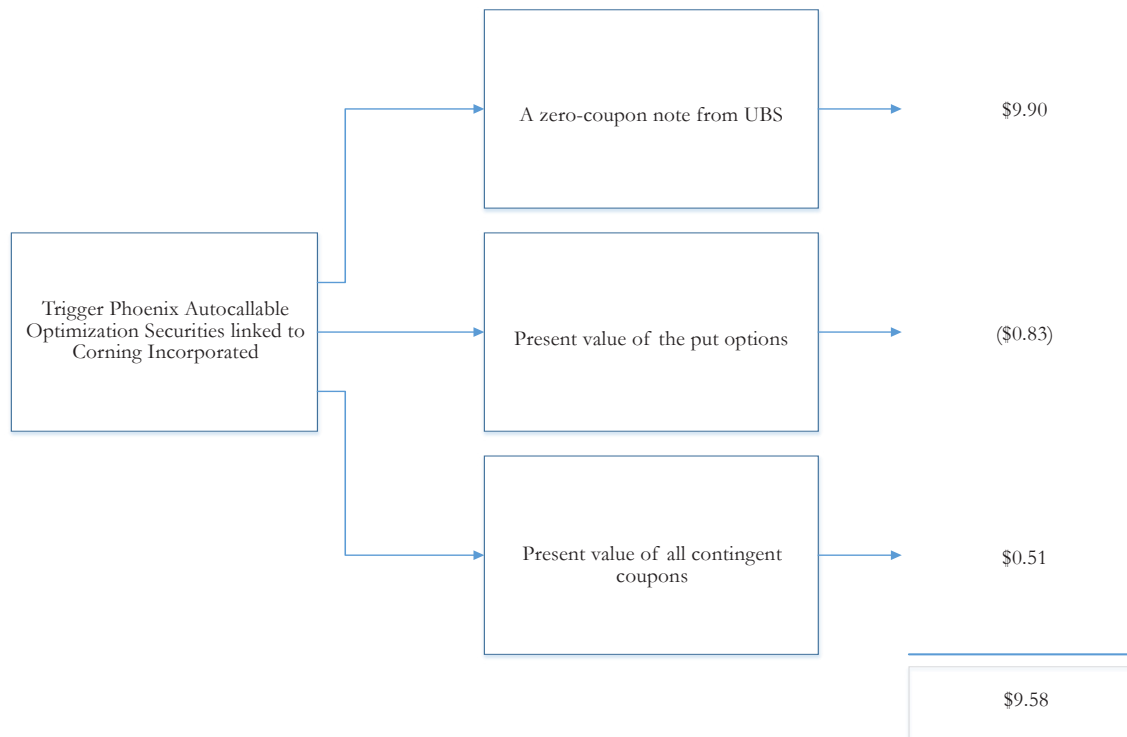 A zero-coupon note from UBS
$9.90
Trigger Phoenix Autocallable
Optimization Securities linked to
Corning Incorporated
Present value of the put options
($0.83)
Present value of all contingent
coupons
$0.51
$9.58